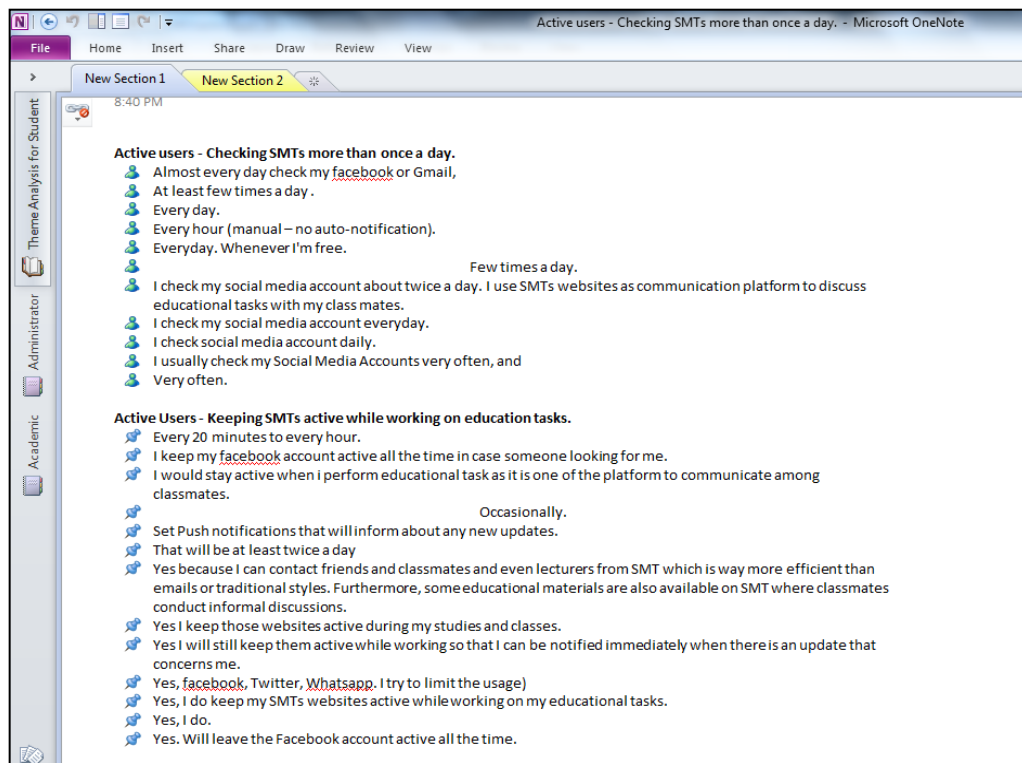 Active users - Checking SMTs more than once a day. - Microsoft OneNote
File Home Insert Share Draw Review View
New Section 1 New Section 2
Theme Analysis for Student
Administrator
Academic
8:40 PM
Active users - Checking SMTs more than once a day.
Almost every day check my facebook or Gmail,
At least few times a day .
Every day.
Every hour (manual – no auto-notification).
Everyday. Whenever I'm free.
Few times a day.
I check my social media account about twice a day. I use SMTs websites as communication platform to discuss
educational tasks with my class mates.
I check my social media account everyday.
I check social media account daily.
I usually check my Social Media Accounts very often, and
Very often.
Active Users - Keeping SMTs active while working on education tasks.
Every 20 minutes to every hour.
I keep my facebook account active all the time in case someone looking for me.
I would stay active when i perform educational task as it is one of the platform to communicate among
classmates.
Occasionally.
Set Push notifications that will inform about any new updates.
That will be at least twice a day
Yes because I can contact friends and classmates and even lecturers from SMT which is way more efficient than
emails or traditional styles. Furthermore, some educational materials are also available on SMT where classmates
conduct informal discussions.
Yes I keep those websites active during my studies and classes.
Yes I will still keep them active while working so that I can be notified immediately when there is an update that
concerns me.
Yes, facebook, Twitter, Whatsapp. I try to limit the usage)
Yes, I do keep my SMTs websites active while working on my educational tasks.
Yes, I do.
Yes. Will leave the Facebook account active all the time.